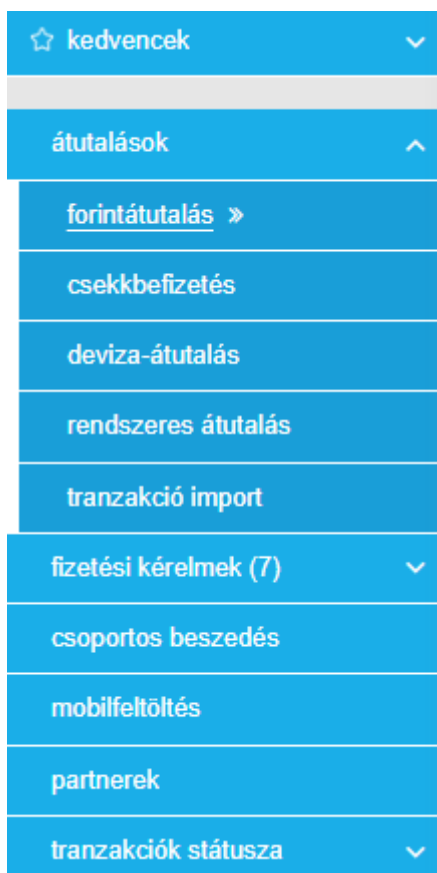 kedvencek
átutalások
forintátutalás »
csekkbefizetés
deviza-átutalás
rendszeres átutalás
tranzakció import
fizetési kérelmek (7)
csoportos beszedés
mobilfeltöltés
partnerek
tranzakciók státusza